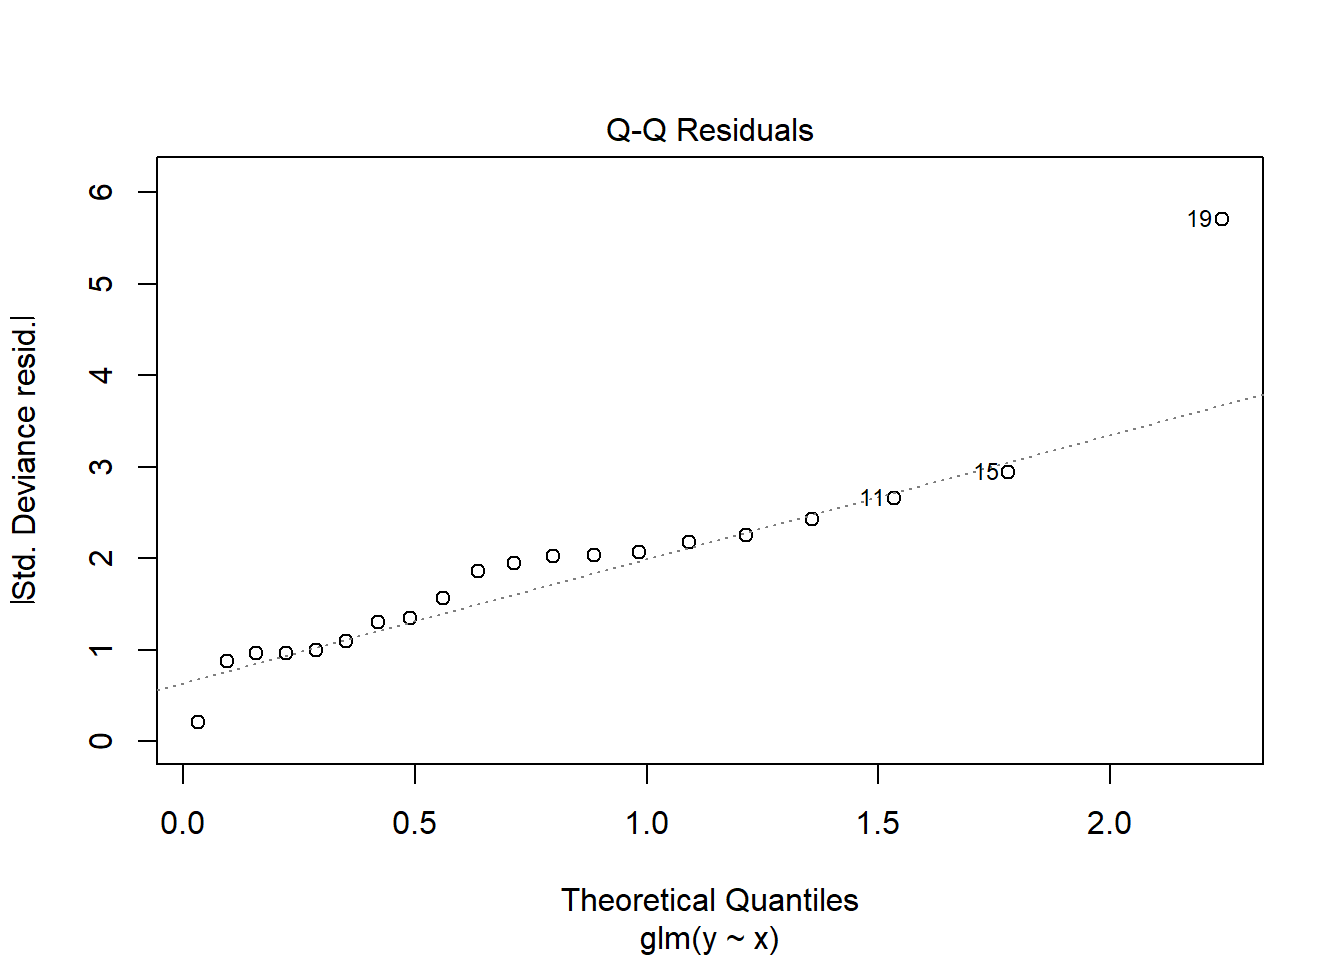 Q-Q Residuals
|Std. Deviance resid.|
6
5
4
3
2
1
0
19
15
11
0.0 0.5 1.0 1.5 2.0
Theoretical Quantiles
glm(y ~ x)